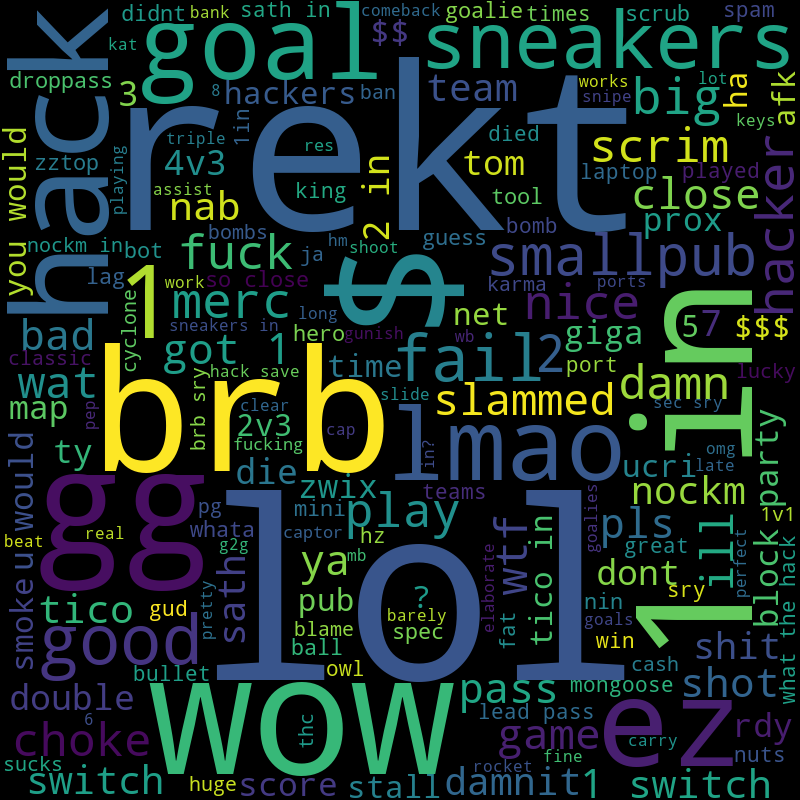 didnt
bank
sath in
goal
$$
comeback
goalie
times
scrub
spam
kat
sneakers
droppass
3
8
hackers
ban
team
works
snipe
big
lot
ha
afk
hack
rekt
1in
keys
triple
zztop
playing
4v3
res
died
scrim
tom
laptop
played
assist
king
tool
close
hacker
you would
nab
2 in
prox
nockm in
bot
bombs
ja
hm
shoot
guess
bomb
smallpub
fuck
lag
work
so close
$
karma
ports
1
merc
long
nice
in
cyclone
sneakers in
hero
gunish
wb
net
giga
5
7
$$$
bad
got 1
time
fail
2
port
classic
hack save
slide
lucky
wat
brb
brb sry
damn
map
pep
clear
slammed
sec sry
2v3
cap
lmao
fucking
in?
party
ty
die
ucri
omg
late
gg
zwix
teams
nockm
u would
smoke
pg
mini
play
lol
wtf
pls
ill
1v1
whata
captor
goalies
block
beat
real
g2g
hz
great
perfect
what the hack
sath
ya
mb
elaborate
tico in
dont
1
tico
gud
pub
?
nin
sry
barely
goals
good
pretty
blame
spec
fat
win
shit
ball
bullet
owl
cash
wow
pass
mongoose
shot
double
6
thc
lead pass
ez
rdy
choke
game
carry
nuts
sucks
fine
rocket
switch
huge
score
stall
damnit
1
switch